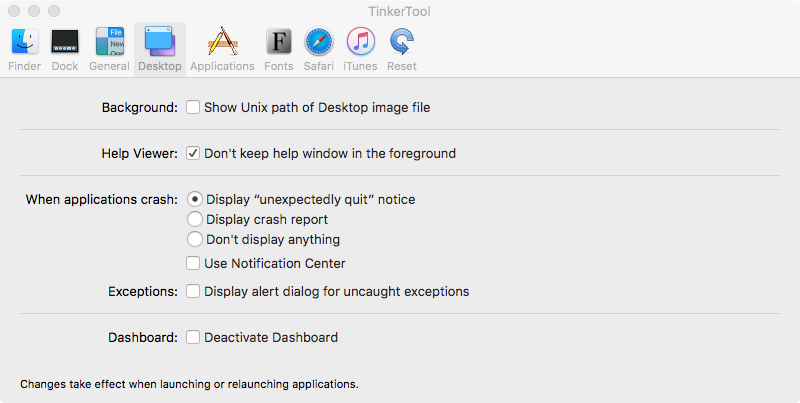 TinkerTool
Finder Dock General Desktop Applications Fonts Safari iTunes Reset
Background: Show Unix path of Desktop image file
Help Viewer: Don't keep help window in the foreground
When applications crash: Display “unexpectedly quit” notice
Display crash report
Don't display anything
Use Notification Center
Exceptions: Display alert dialog for uncaught exceptions
Dashboard: Deactivate Dashboard
Changes take effect when launching or relaunching applications.